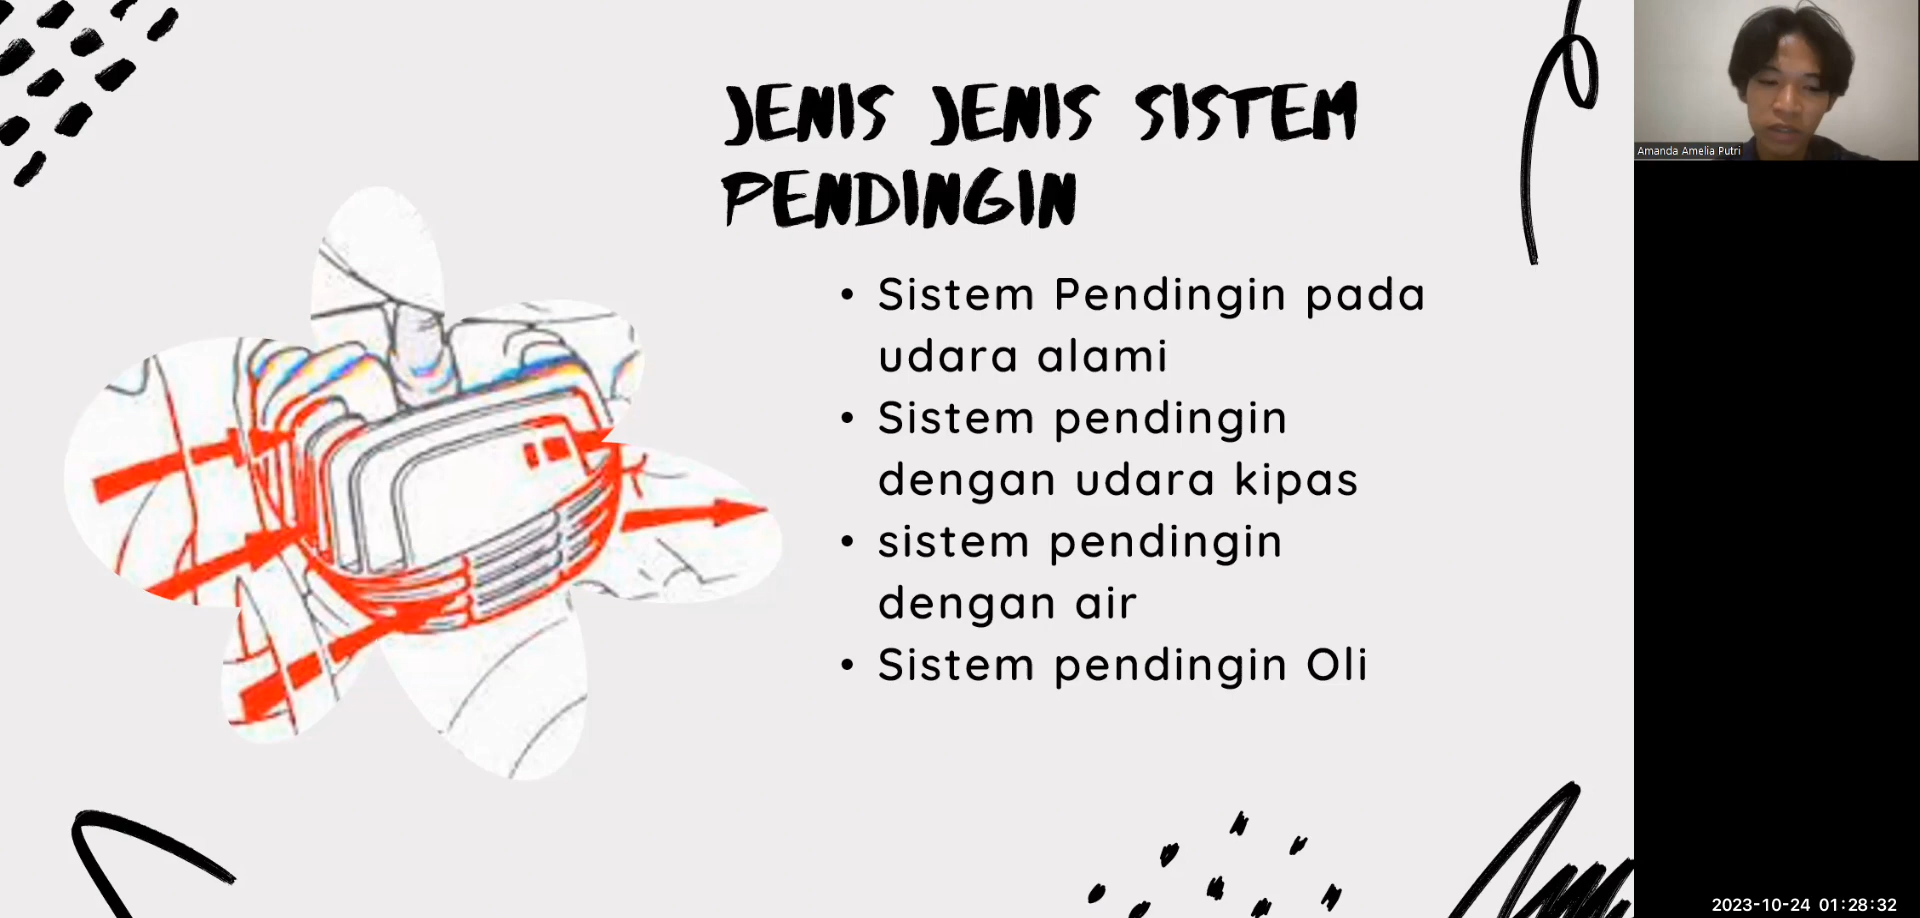 JENIS JENIS SISTEM
PENDINGIN
• Sistem Pendingin pada
udara alami
• Sistem pendingin
dengan udara kipas
• sistem pendingin
dengan air
• Sistem pendingin Oli
Amanda Amelia Putri
2023-10-24 01:28:32